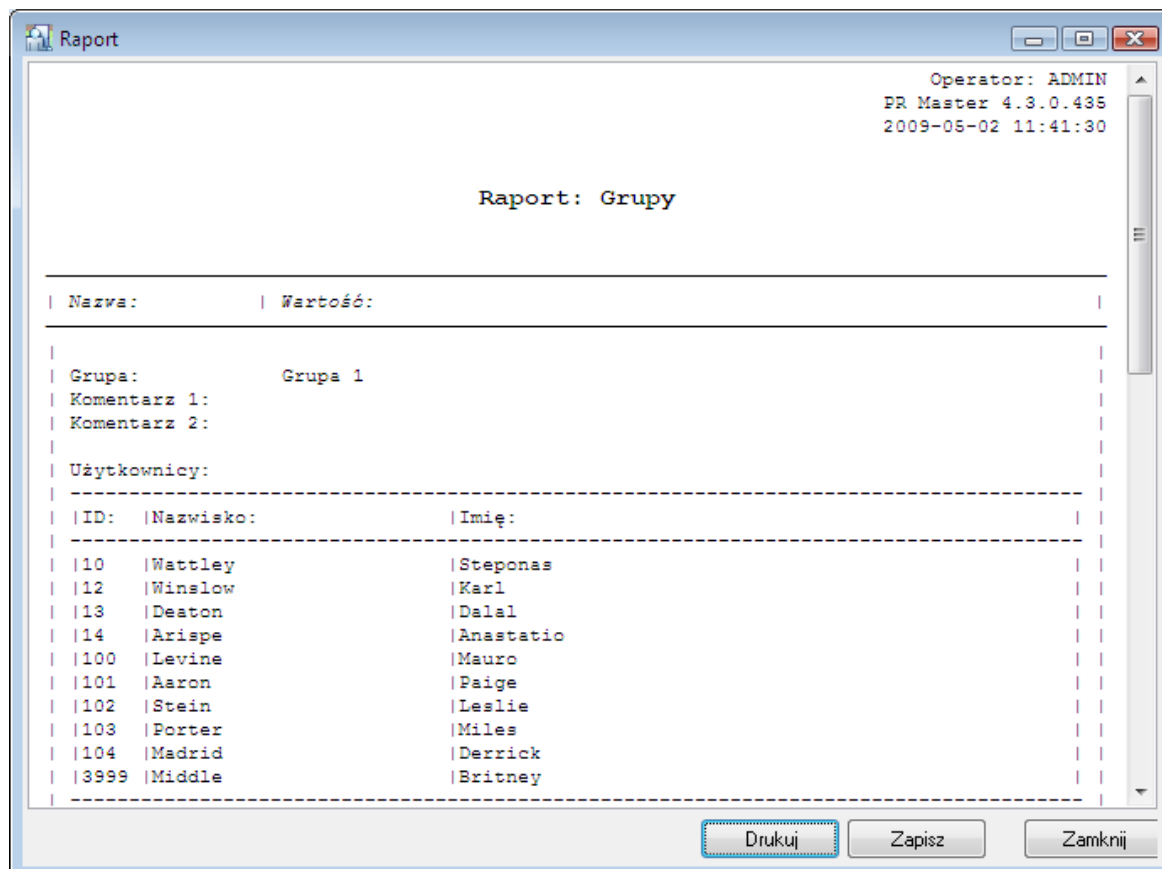 Raport
Operator: ADMIN
PR Master 4.3.0.435
2009-05-02 11:41:30
Raport: Grupy
| Nazwa: | Wartość: |
| Grupa: Grupa 1 |
| Komentarz 1: |
| Komentarz 2: |
| Użytkownicy: |
| |ID: |Nazwisko: |Imię: | |
| |10 |Wattley |Steponas | |
| |12 |Winslow |Karl | |
| |13 |Deaton |Dalal | |
| |14 |Arispe |Anastatio | |
| |100 |Levine |Mauro | |
| |101 |Aaron |Paige | |
| |102 |Stein |Leslie | |
| |103 |Porter |Miles | |
| |104 |Madrid |Derrick | |
| |3999 |Middle |Britney | |
Drukuj Zapisz Zamknij